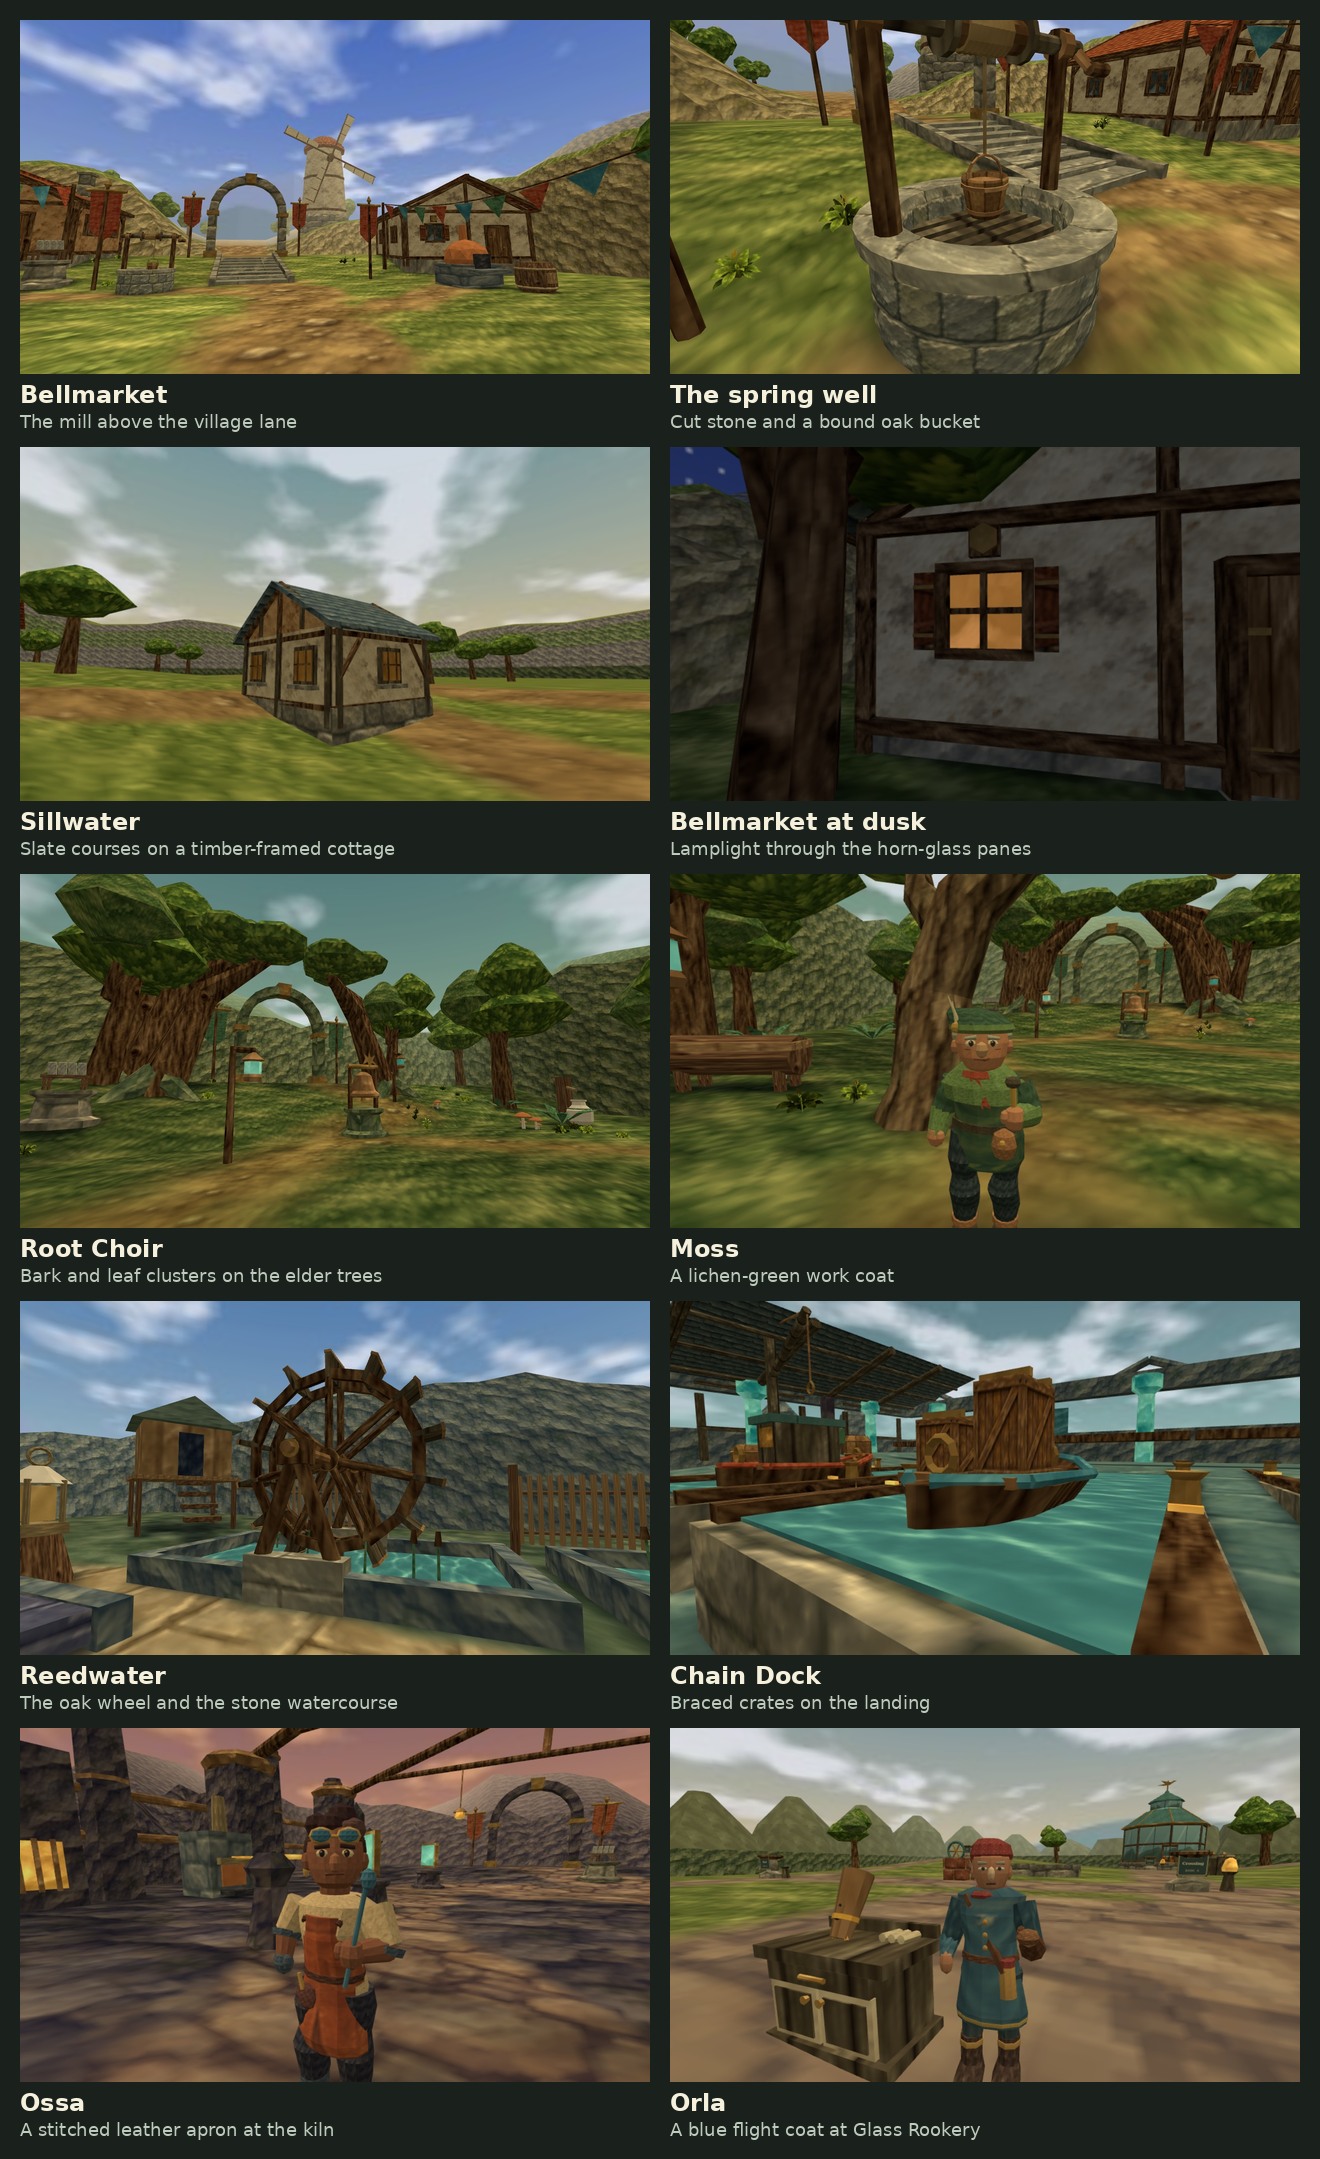 Bellmarket
The mill above the village lane
The spring well
Cut stone and a bound oak bucket
Sillwater
Slate courses on a timber-framed cottage
Bellmarket at dusk
Lamplight through the horn-glass panes
Root Choir
Bark and leaf clusters on the elder trees
Moss
A lichen-green work coat
Reedwater
The oak wheel and the stone watercourse
Chain Dock
Braced crates on the landing
Ossa
A stitched leather apron at the kiln
Orla
A blue flight coat at Glass Rookery